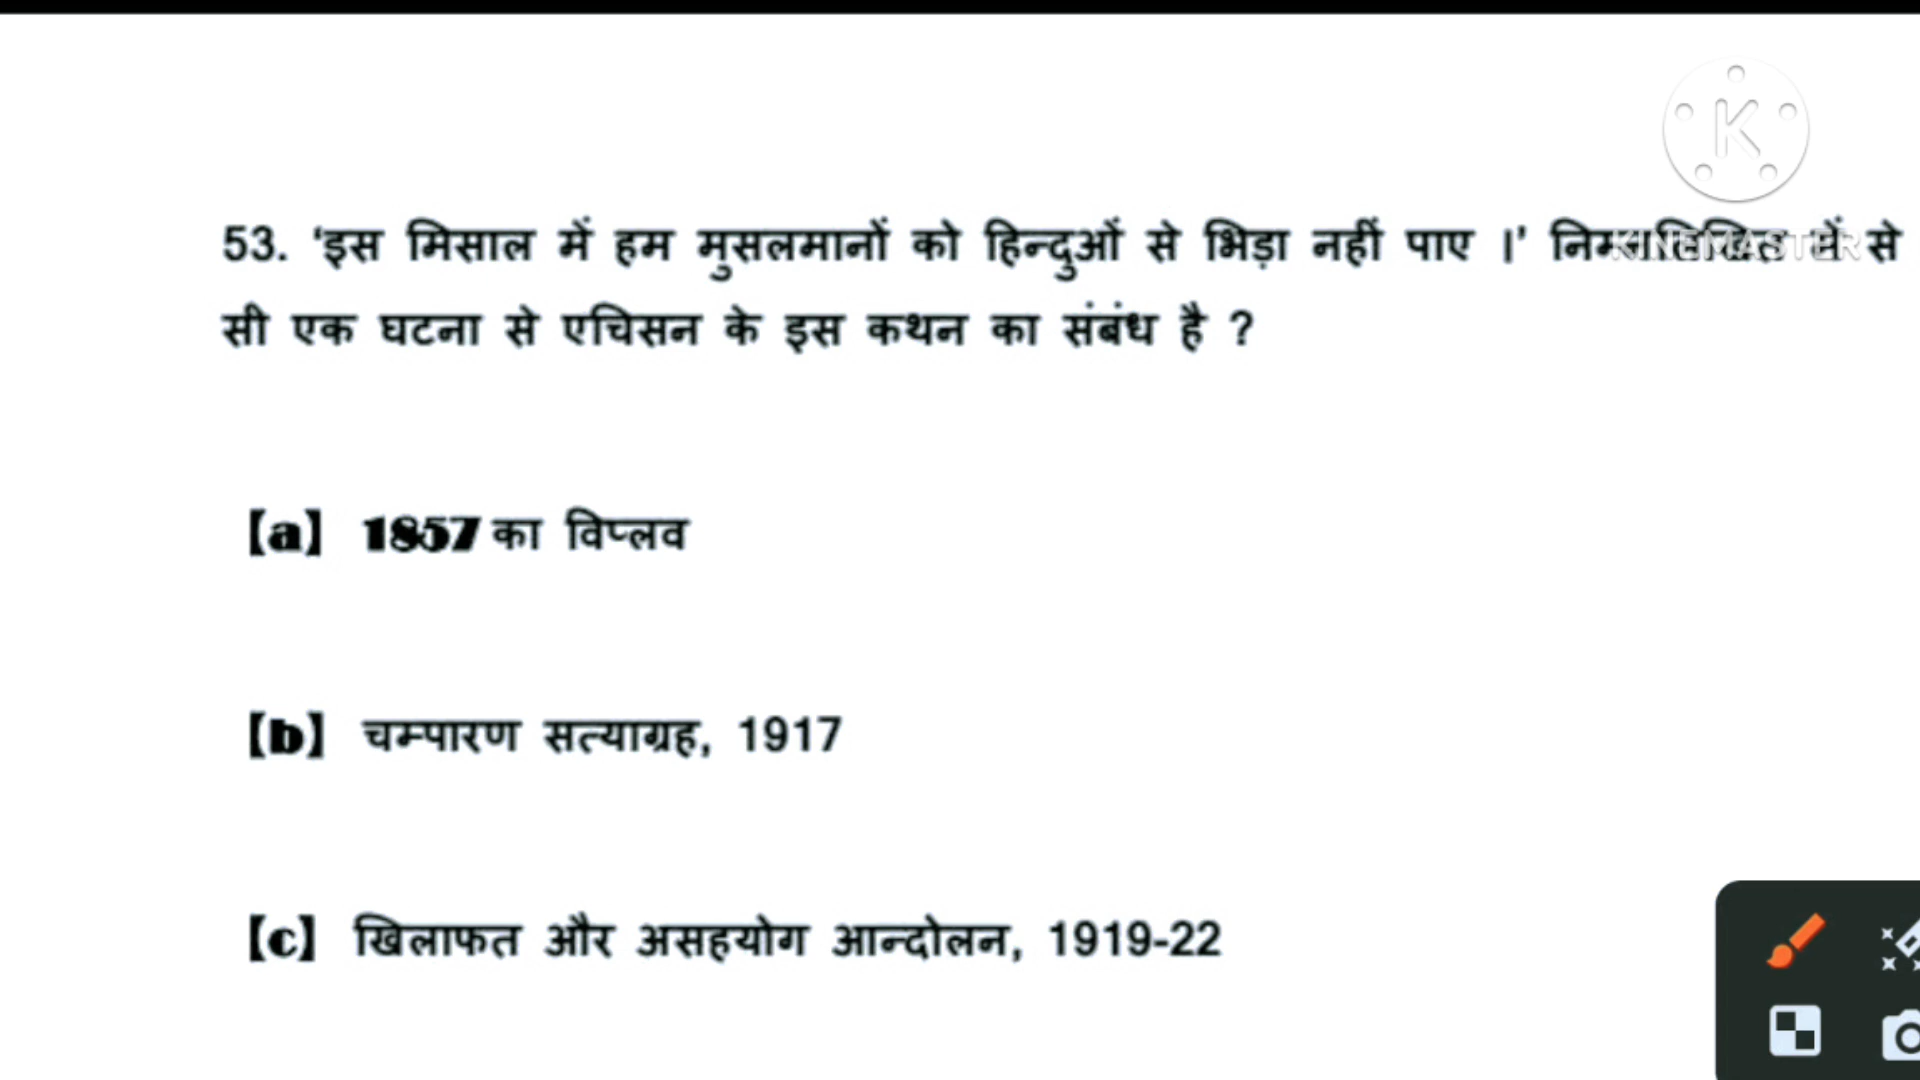 KINEMASTER
53. ‘इस मिसाल में हम मुसलमानों को हिन्दुओं से भिड़ा नहीं पाए ।’ में से
सी एक घटना से एचिसन के इस कथन का संबंध है ?
【a】 1857 का विप्लव
【b】 चम्पारण सत्याग्रह, 1917
【c】 खिलाफत और असहयोग आन्दोलन, 1919-22